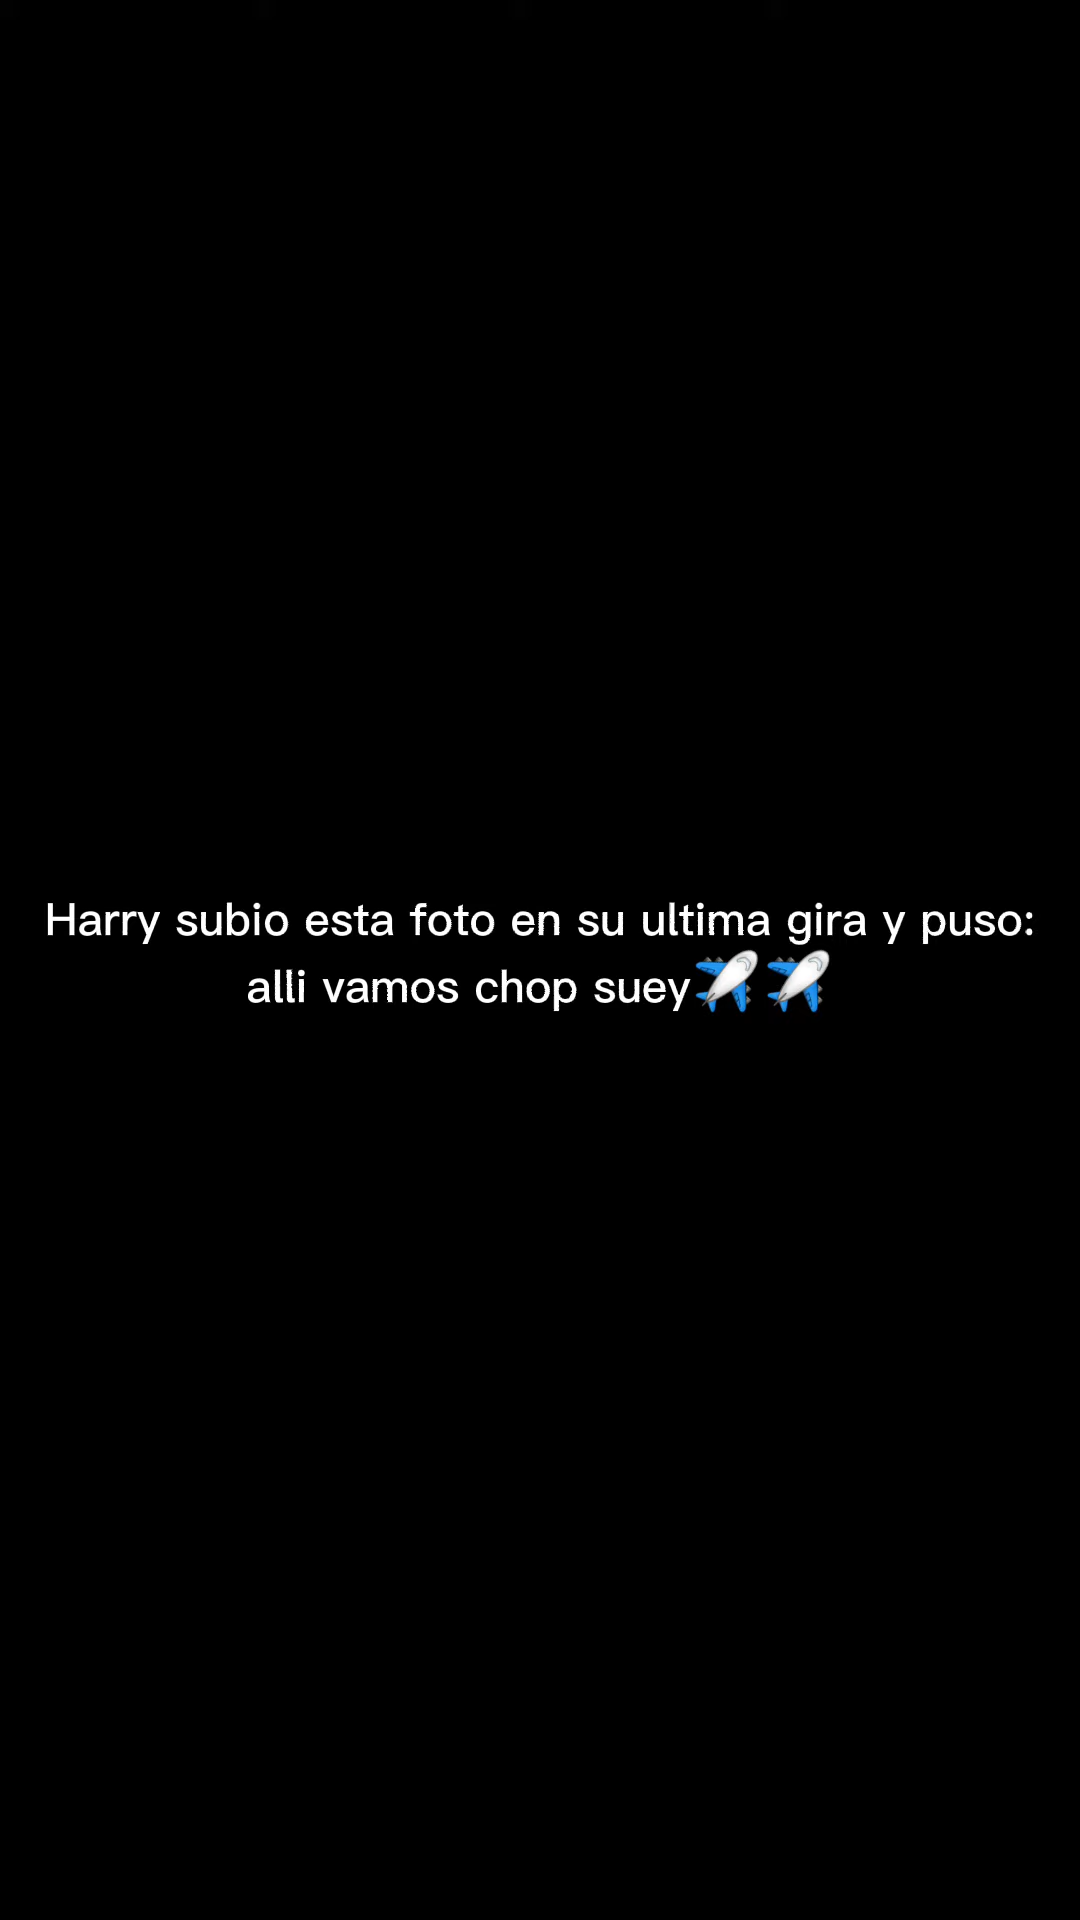 Harry subio esta foto en su ultima gira y puso:
alli vamos chop suey✈️✈️